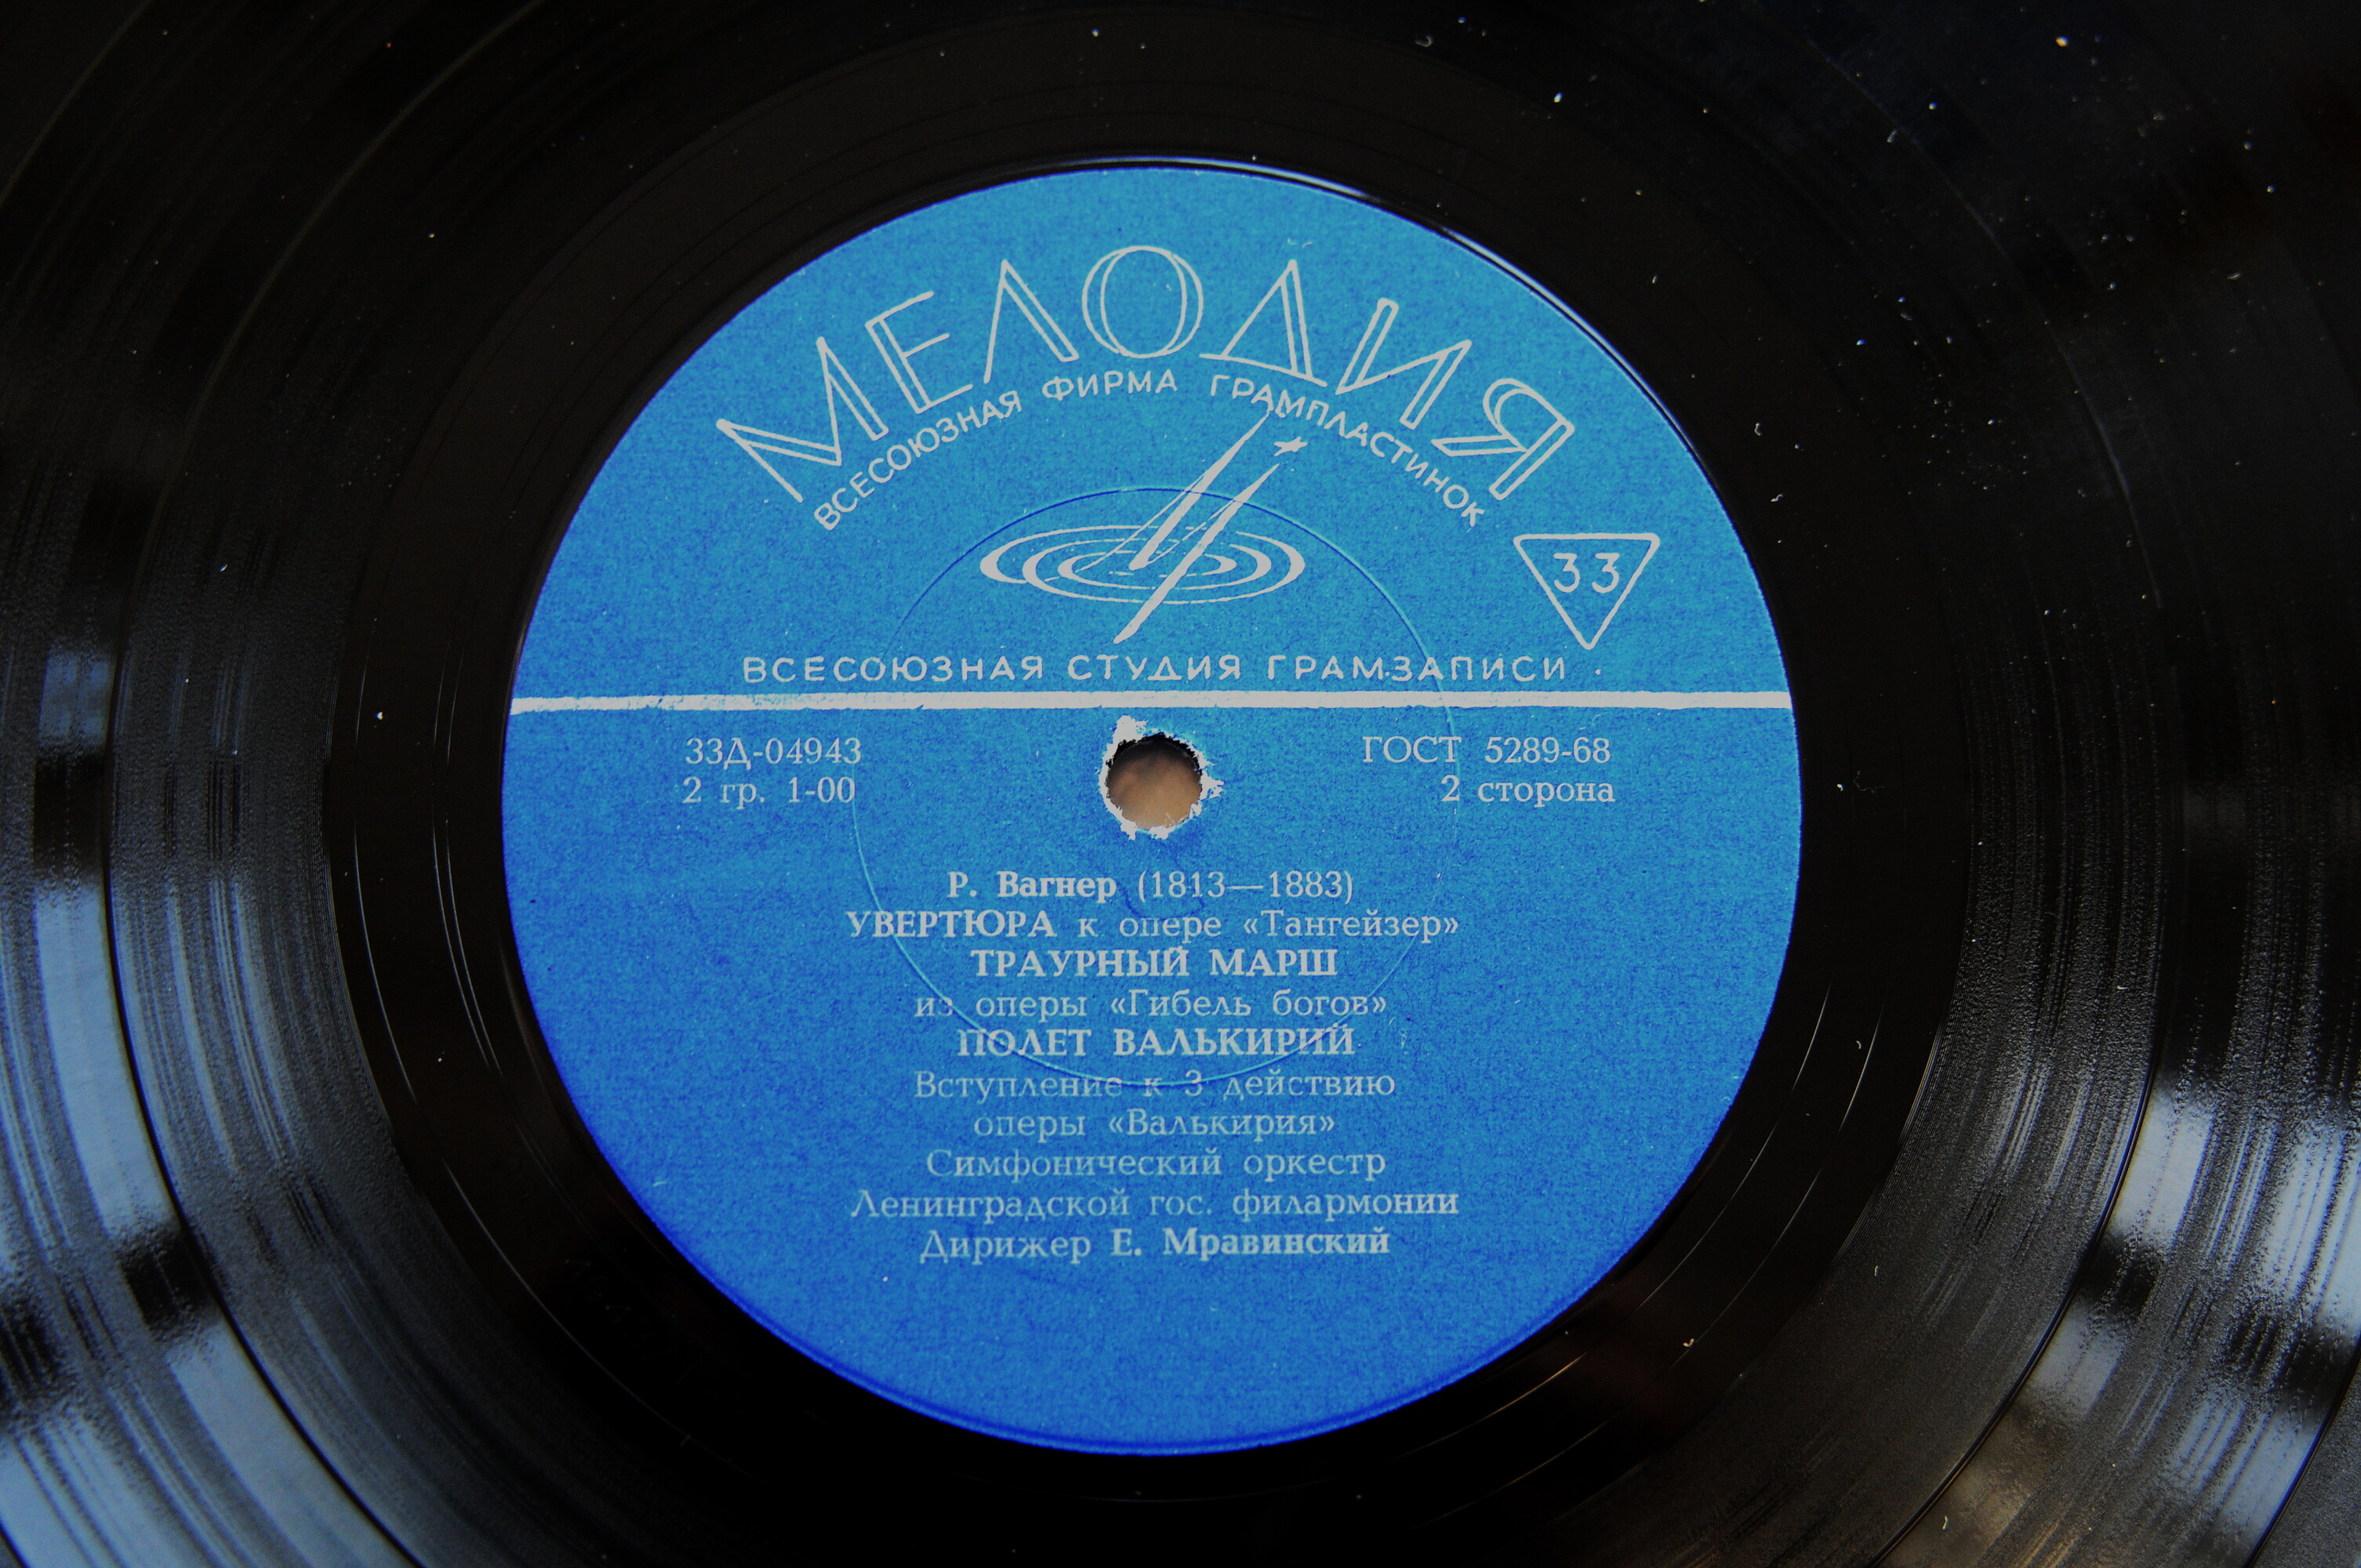 МЕЛОДИЯ
ВСЕСОЮЗНАЯ ФИРМА ГРАМПЛАСТИНОК
33
ВСЕСОЮЗНАЯ СТУДИЯ ГРАМЗАПИСИ
33Д-04943 ГОСТ 5289-68
2 гр. 1-00 2 сторона
Р. Вагнер (1813—1883)
УВЕРТЮРА к опере «Тангейзер»
ТРАУРНЫЙ МАРШ
из оперы «Гибель богов»
ПОЛЕТ ВАЛЬКИРИЙ
Вступление к 3 действию
оперы «Валькирия»
Симфонический оркестр
Ленинградской гос. филармонии
Дирижер Е. Мравинский